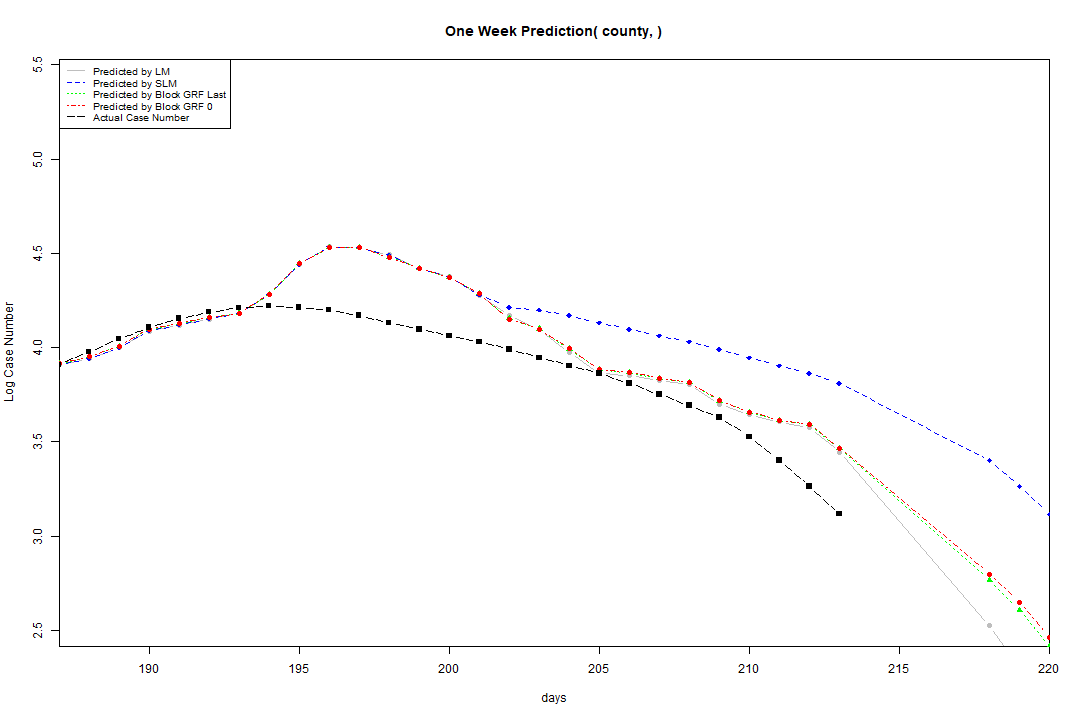 One Week Prediction( county, )
Predicted by LM
Predicted by SLM
Predicted by Block GRF Last
Predicted by Block GRF 0
Actual Case Number
5.5
5.0
4.5
4.0
3.5
3.0
2.5
Log Case Number
190 195 200 205 210 215 220
days